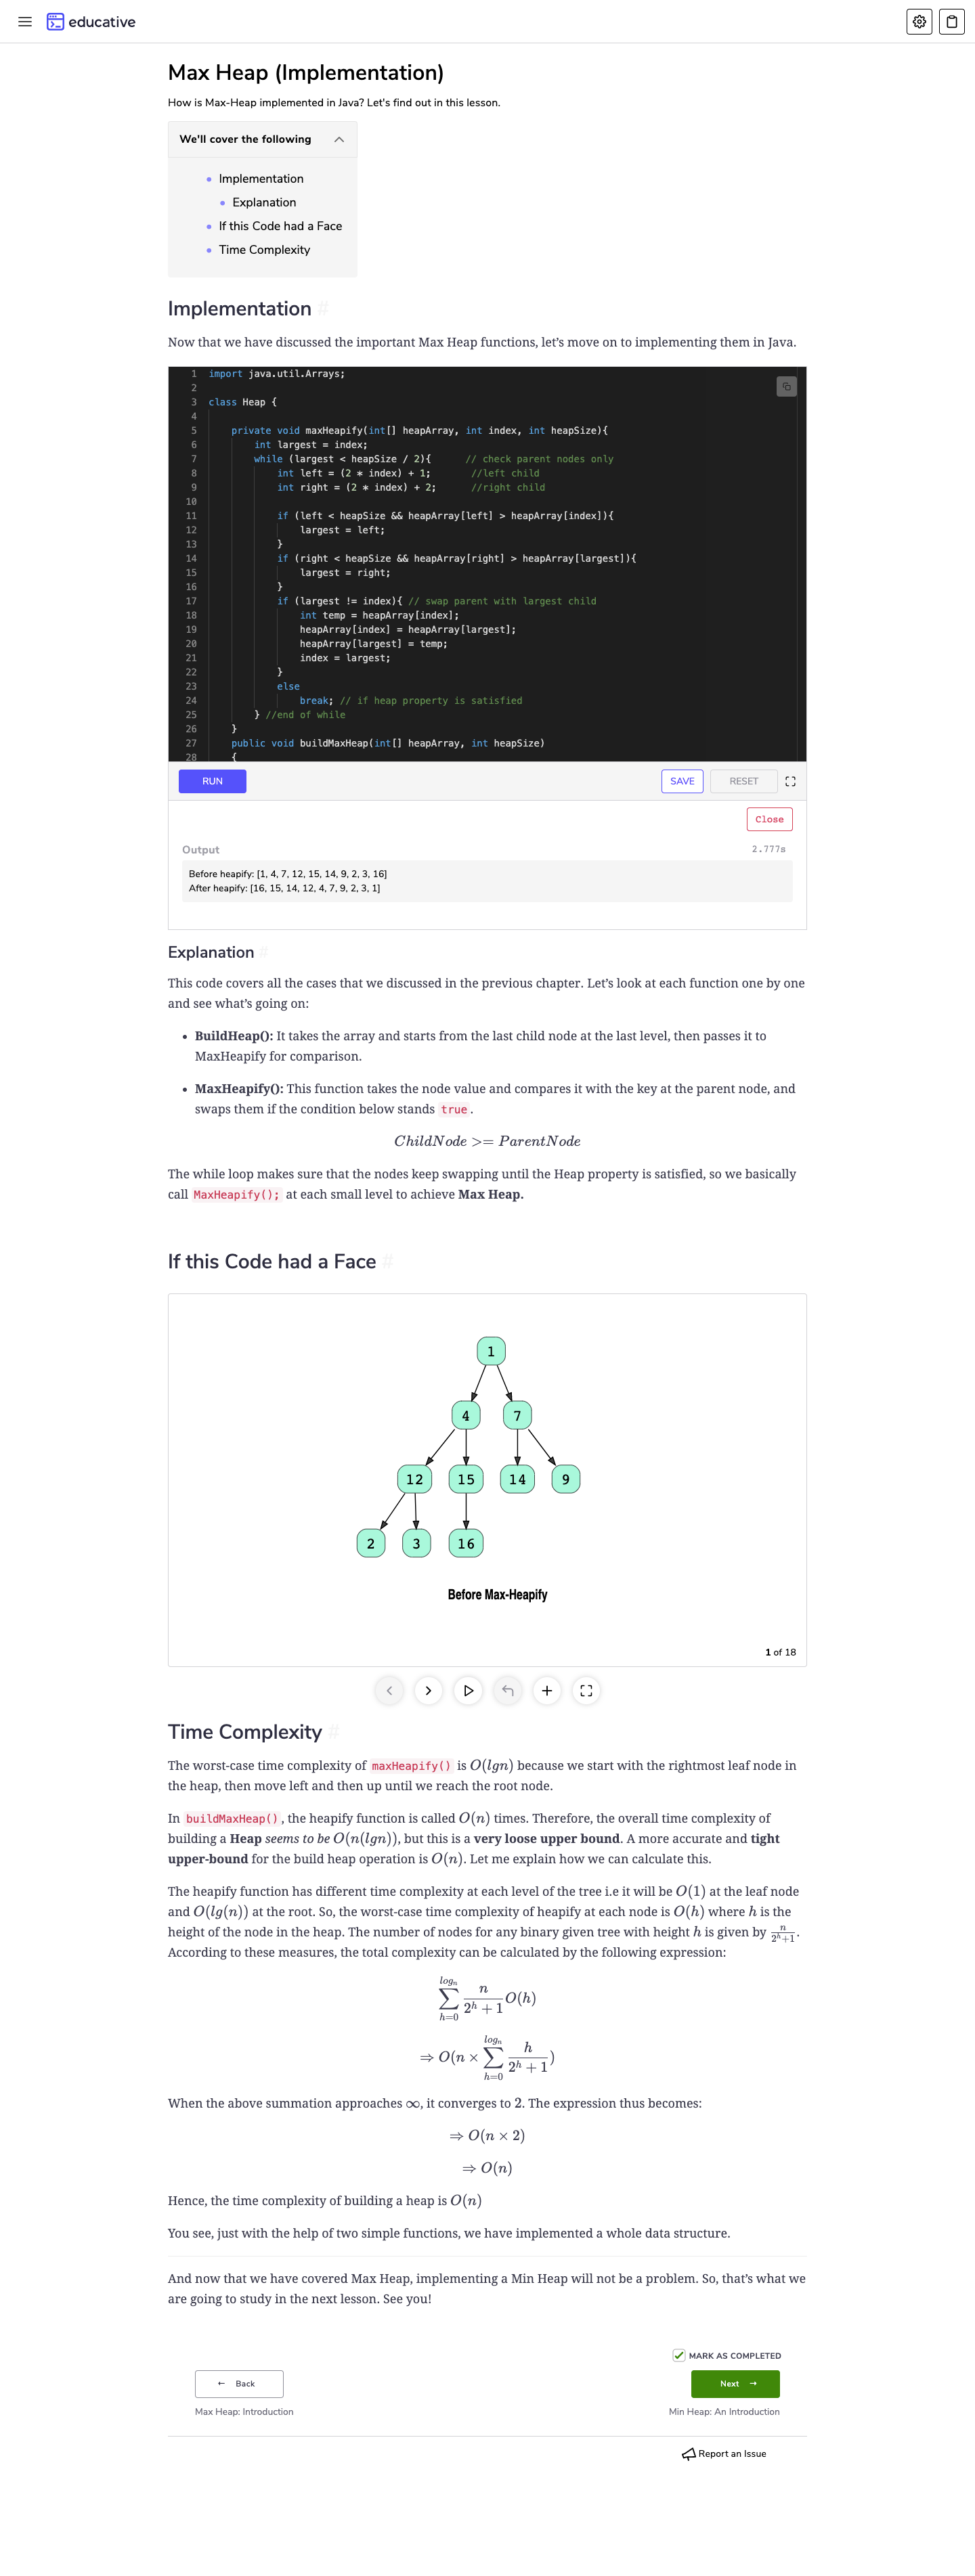 educative
Max Heap (Implementation)
How is Max-Heap implemented in Java? Let's find out in this lesson.
We'll cover the following
Implementation
Explanation
If this Code had a Face
Time Complexity
Implementation #
Now that we have discussed the important Max Heap functions, let’s move on to implementing them in Java.
1 import java.util.Arrays;
2
3 class Heap {
4
5 private void maxHeapify(int[] heapArray, int index, int heapSize){
6 int largest = index;
7 while (largest < heapSize / 2){ // check parent nodes only
8 int left = (2 * index) + 1; //left child
9 int right = (2 * index) + 2; //right child
10
11 if (left < heapSize && heapArray[left] > heapArray[index]){
12 largest = left;
13 }
14 if (right < heapSize && heapArray[right] > heapArray[largest]){
15 largest = right;
16 }
17 if (largest != index){ // swap parent with largest child
18 int temp = heapArray[index];
19 heapArray[index] = heapArray[largest];
20 heapArray[largest] = temp;
21 index = largest;
22 }
23 else
24 break; // if heap property is satisfied
25 } //end of while
26 }
27 public void buildMaxHeap(int[] heapArray, int heapSize)
28 {
RUN SAVE RESET
Close
Output 2.777s
Before heapify: [1, 4, 7, 12, 15, 14, 9, 2, 3, 16]
After heapify: [16, 15, 14, 12, 4, 7, 9, 2, 3, 1]
Explanation #
This code covers all the cases that we discussed in the previous chapter. Let’s look at each function one by one
and see what’s going on:
• BuildHeap(): It takes the array and starts from the last child node at the last level, then passes it to
MaxHeapify for comparison.
• MaxHeapify(): This function takes the node value and compares it with the key at the parent node, and
swaps them if the condition below stands true.
ChildNode >= ParentNode
The while loop makes sure that the nodes keep swapping until the Heap property is satisfied, so we basically
call MaxHeapify(); at each small level to achieve Max Heap.
If this Code had a Face #
1
4 7
12 15 14 9
2 3 16
Before Max-Heapify
1 of 18
Time Complexity #
The worst-case time complexity of maxHeapify() is O(lgn) because we start with the rightmost leaf node in
the heap, then move left and then up until we reach the root node.
In buildMaxHeap(), the heapify function is called O(n) times. Therefore, the overall time complexity of
building a Heap seems to be O(n(lgn)), but this is a very loose upper bound. A more accurate and tight
upper-bound for the build heap operation is O(n). Let me explain how we can calculate this.
The heapify function has different time complexity at each level of the tree i.e it will be O(1) at the leaf node
and O(lg(n)) at the root. So, the worst-case time complexity of heapify at each node is O(h) where h is the
height of the node in the heap. The number of nodes for any binary given tree with height h is given by n/(2^h+1).
According to these measures, the total complexity can be calculated by the following expression:
∑_{h=0}^{log_n} n/(2^h + 1) O(h)
⇒ O(n × ∑_{h=0}^{log_n} h/(2^h + 1))
When the above summation approaches ∞, it converges to 2. The expression thus becomes:
⇒ O(n × 2)
⇒ O(n)
Hence, the time complexity of building a heap is O(n)
You see, just with the help of two simple functions, we have implemented a whole data structure.
And now that we have covered Max Heap, implementing a Min Heap will not be a problem. So, that’s what we
are going to study in the next lesson. See you!
MARK AS COMPLETED
← Back Next →
Max Heap: Introduction Min Heap: An Introduction
Report an Issue